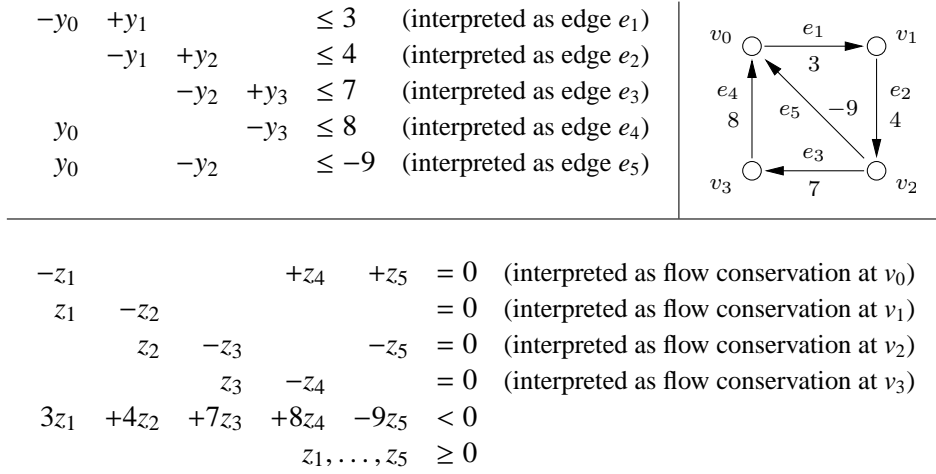 −y₀ +y₁ ≤ 3 (interpreted as edge e₁)
−y₁ +y₂ ≤ 4 (interpreted as edge e₂)
−y₂ +y₃ ≤ 7 (interpreted as edge e₃)
y₀ −y₃ ≤ 8 (interpreted as edge e₄)
y₀ −y₂ ≤ −9 (interpreted as edge e₅)
v₀ e₁ v₁
3
e₄ e₅ −9 e₂
8 4
e₃
v₃ 7 v₂
−z₁ +z₄ +z₅ = 0 (interpreted as flow conservation at v₀)
z₁ −z₂ = 0 (interpreted as flow conservation at v₁)
z₂ −z₃ −z₅ = 0 (interpreted as flow conservation at v₂)
z₃ −z₄ = 0 (interpreted as flow conservation at v₃)
3z₁ +4z₂ +7z₃ +8z₄ −9z₅ < 0
z₁, . . . , z₅ ≥ 0